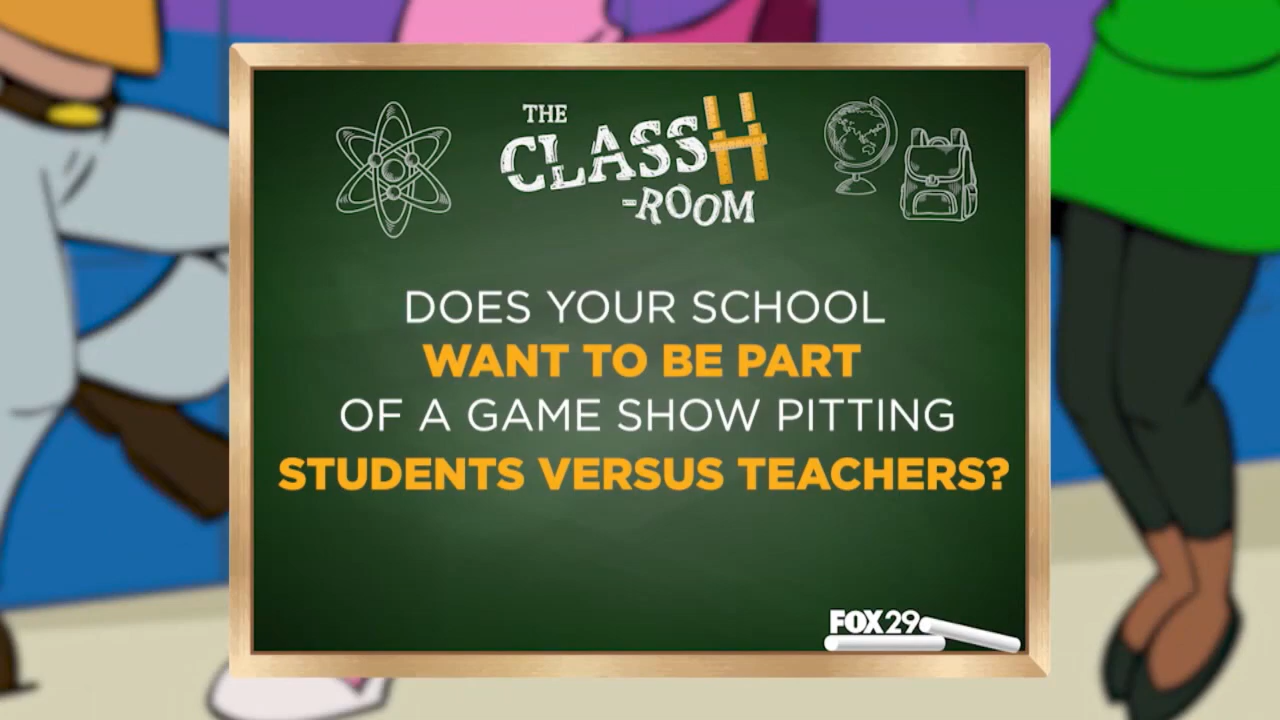 THE
CLASSH
-ROOM
DOES YOUR SCHOOL
WANT TO BE PART
OF A GAME SHOW PITTING
STUDENTS VERSUS TEACHERS?
FOX29